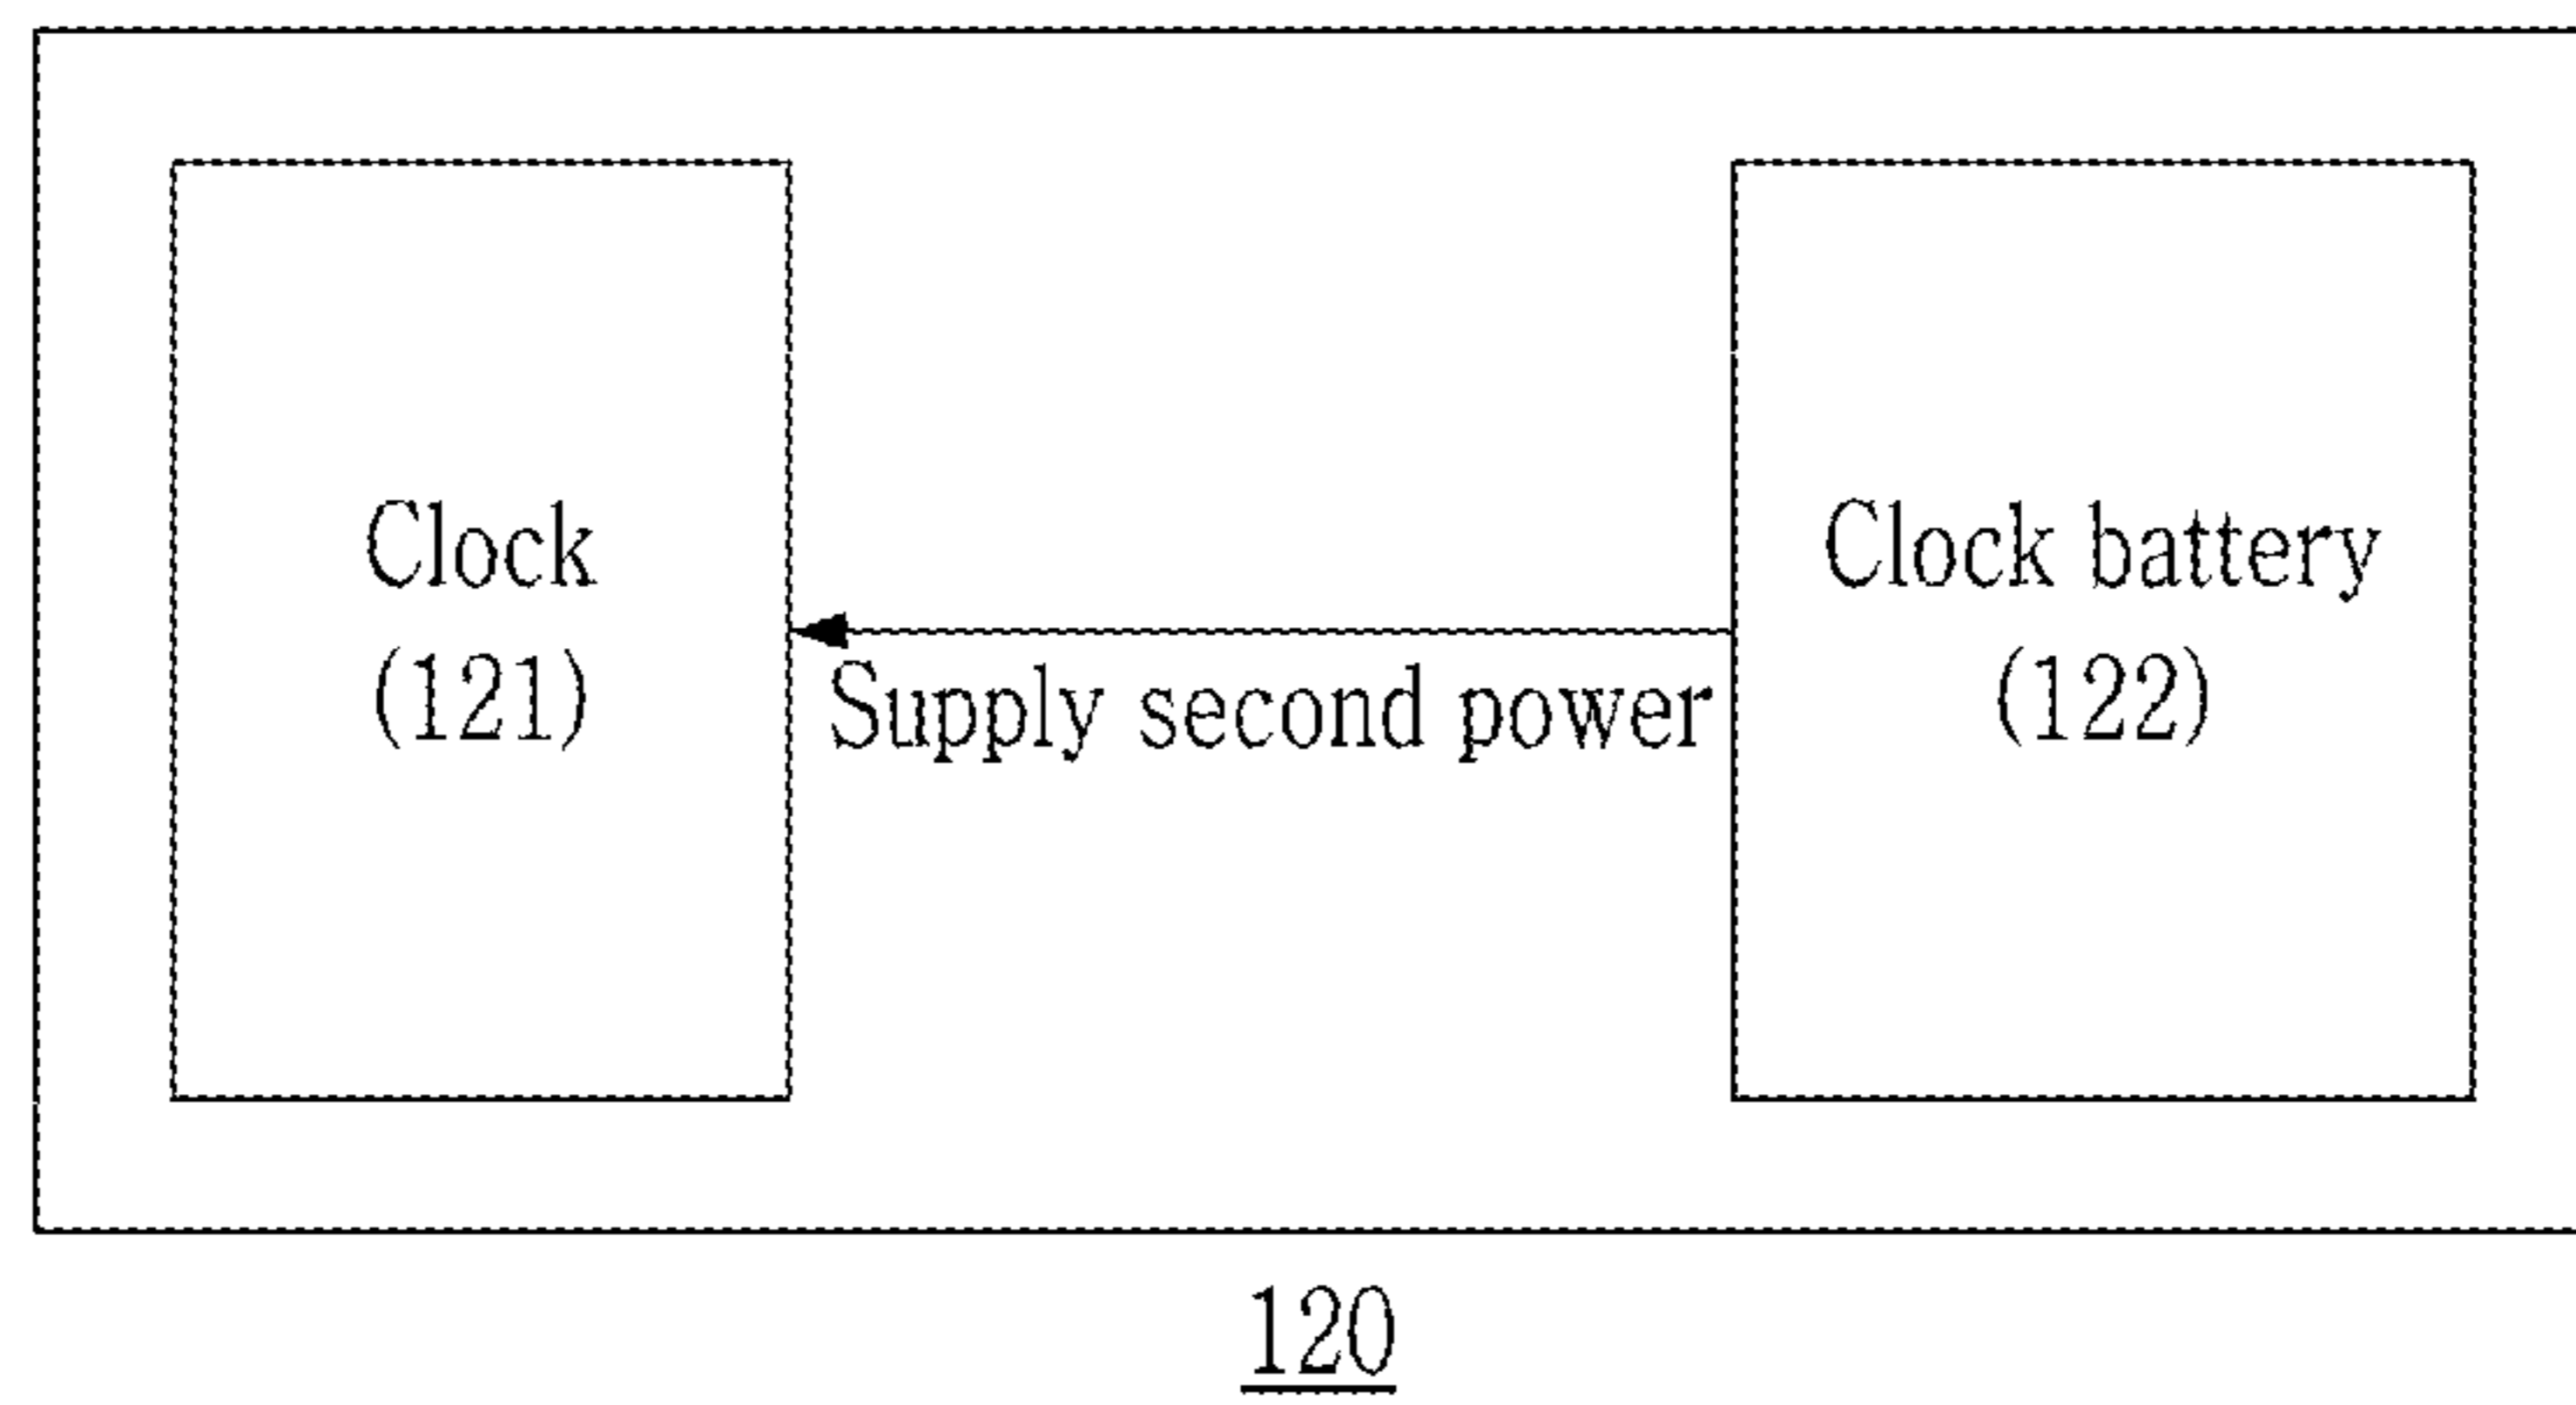 Clock
(121)
Supply second power
Clock battery
(122)
120